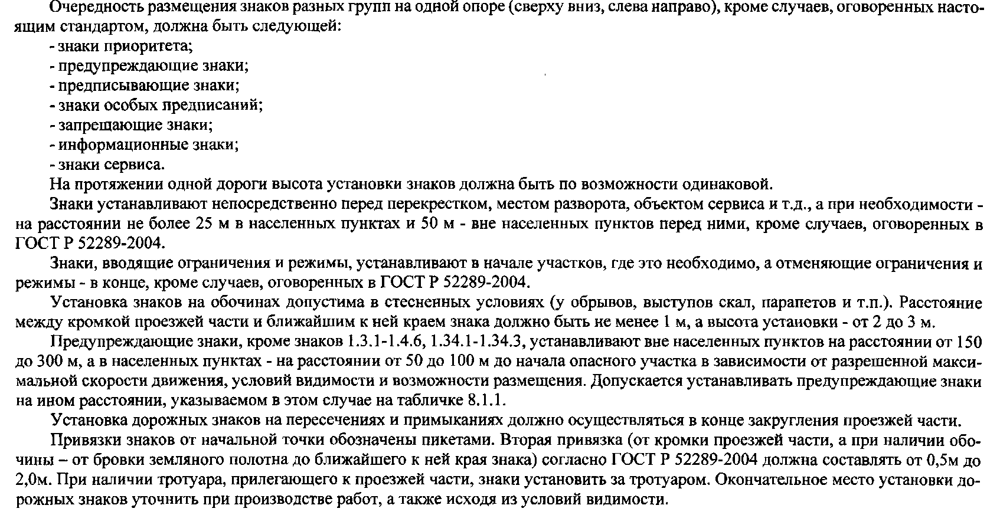 Очередность размещения знаков разных групп на одной опоре (сверху вниз, слева направо), кроме случаев, оговоренных насто-
ящим стандартом, должна быть следующей:
- знаки приоритета;
- предупреждающие знаки;
- предписывающие знаки;
- знаки особых предписаний;
- запрещающие знаки;
- информационные знаки;
- знаки сервиса.
На протяжении одной дороги высота установки знаков должна быть по возможности одинаковой.
Знаки устанавливают непосредственно перед перекрестком, местом разворота, объектом сервиса и т.д., а при необходимости -
на расстоянии не более 25 м в населенных пунктах и 50 м - вне населенных пунктов перед ними, кроме случаев, оговоренных в
ГОСТ Р 52289-2004.
Знаки, вводящие ограничения и режимы, устанавливают в начале участков, где это необходимо, а отменяющие ограничения и
режимы - в конце, кроме случаев, оговоренных в ГОСТ Р 52289-2004.
Установка знаков на обочинах допустима в стесненных условиях (у обрывов, выступов скал, парапетов и т.п.). Расстояние
между кромкой проезжей части и ближайшим к ней краем знака должно быть не менее 1 м, а высота установки - от 2 до 3 м.
Предупреждающие знаки, кроме знаков 1.3.1-1.4.6, 1.34.1-1.34.3, устанавливают вне населенных пунктов на расстоянии от 150
до 300 м, а в населенных пунктах - на расстоянии от 50 до 100 м до начала опасного участка в зависимости от разрешенной макси-
мальной скорости движения, условий видимости и возможности размещения. Допускается устанавливать предупреждающие знаки
на ином расстоянии, указываемом в этом случае на табличке 8.1.1.
Установка дорожных знаков на пересечениях и примыканиях должно осуществляться в конце закругления проезжей части.
Привязки знаков от начальной точки обозначены пикетами. Вторая привязка (от кромки проезжей части, а при наличии обо-
чины – от бровки земляного полотна до ближайшего к ней края знака) согласно ГОСТ Р 52289-2004 должна составлять от 0,5м до
2,0м. При наличии тротуара, прилегающего к проезжей части, знаки установить за тротуаром. Окончательное место установки до-
рожных знаков уточнить при производстве работ, а также исходя из условий видимости.